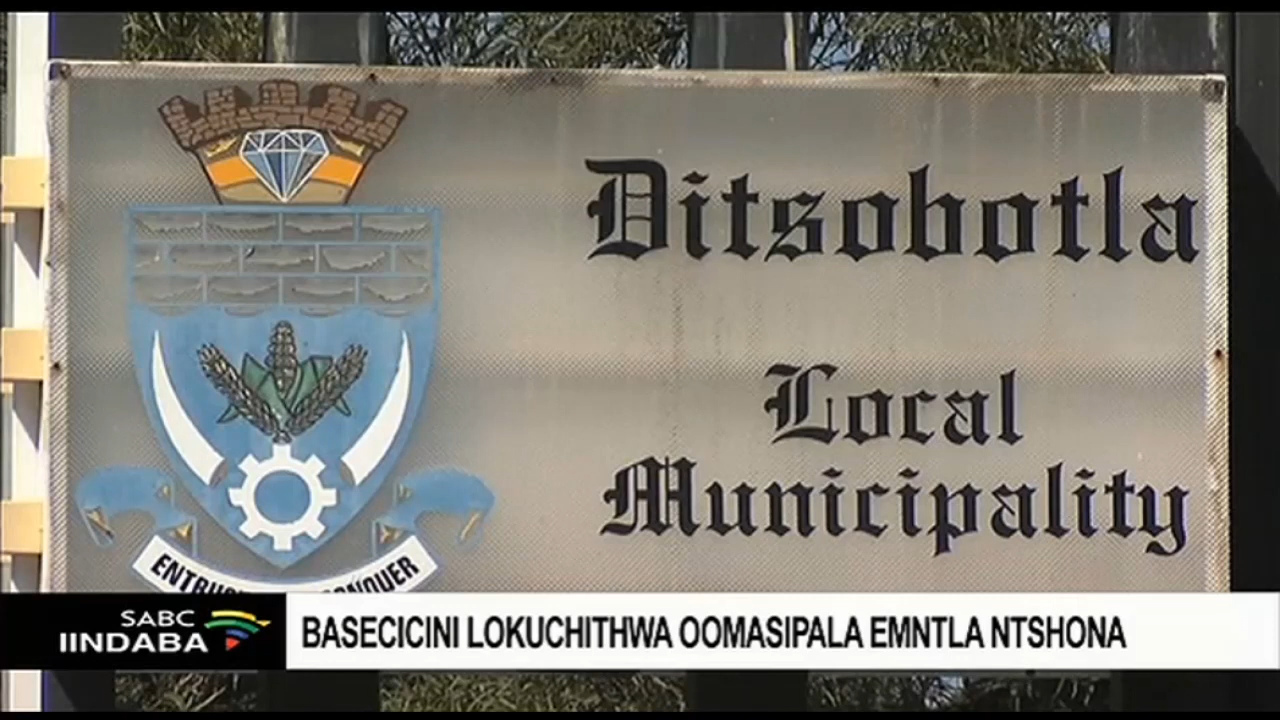 Ditsobotla
Local
Municipality
SABC
IINDABA
BASECICINI LOKUCHITHWA OOMASIPALA EMNTLA NTSHONA